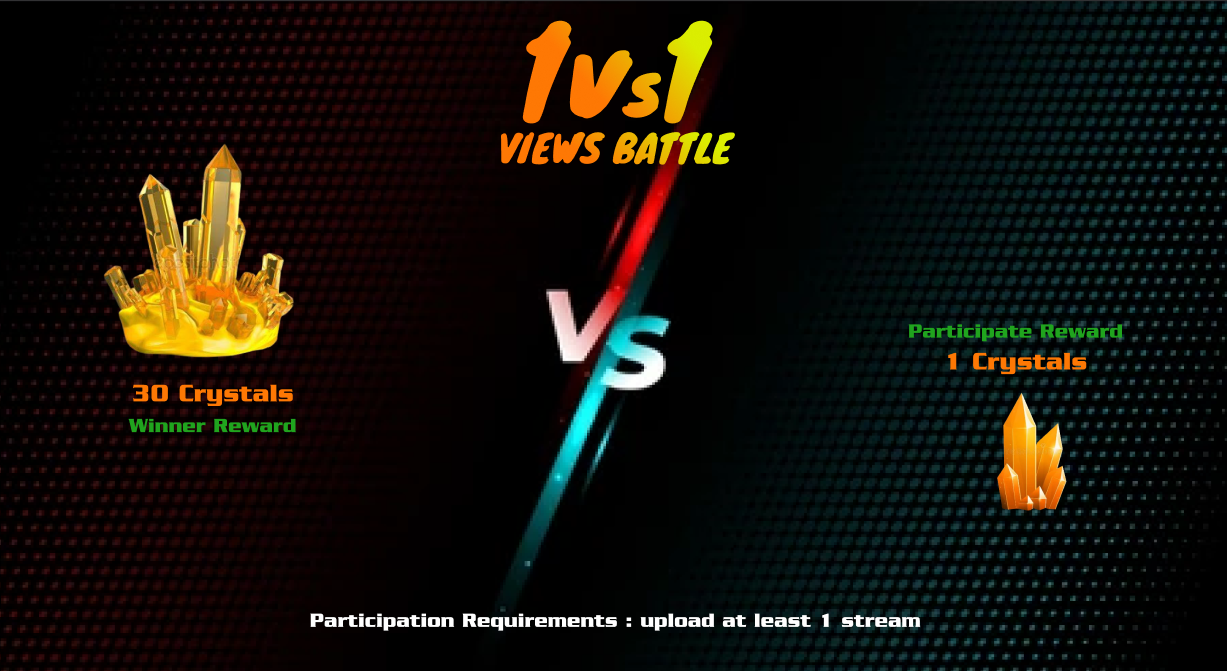 1Vs1
VIEWS BATTLE
VS
30 Crystals
Winner Reward
Participate Reward
1 Crystals
Participation Requirements : upload at least 1 stream